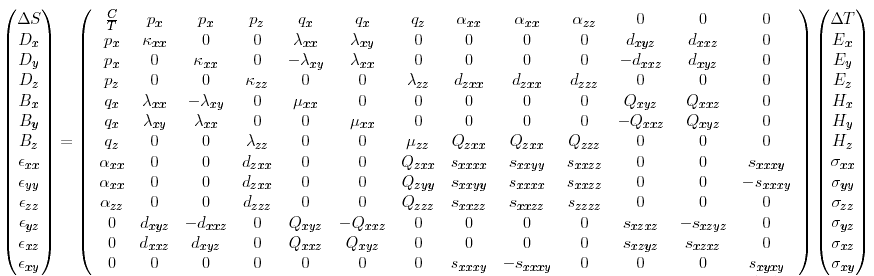 ΔS C/T p_x p_x p_z q_x q_x q_z α_xx α_xx α_zz 0 0 0 ΔT
D_x p_x κ_xx 0 0 λ_xx λ_xy 0 0 0 0 d_xyz d_xxz 0 E_x
D_y p_x 0 κ_xx 0 −λ_xy λ_xx 0 0 0 0 −d_xxz d_xyz 0 E_y
D_z p_z 0 0 κ_zz 0 0 λ_zz d_zxx d_zxx d_zzz 0 0 0 E_z
B_x q_x λ_xx −λ_xy 0 μ_xx 0 0 0 0 0 Q_xyz Q_xxz 0 H_x
B_y q_x λ_xy λ_xx 0 0 μ_xx 0 0 0 0 −Q_xxz Q_xyz 0 H_y
B_z = q_z 0 0 λ_zz 0 0 μ_zz Q_zxx Q_zxx Q_zzz 0 0 0 H_z
ϵ_xx α_xx 0 0 d_zxx 0 0 Q_zxx s_xxxx s_xxyy s_xxzz 0 0 s_xxxy σ_xx
ϵ_yy α_xx 0 0 d_zxx 0 0 Q_zyy s_xxyy s_xxxx s_xxzz 0 0 −s_xxxy σ_yy
ϵ_zz α_zz 0 0 d_zzz 0 0 Q_zzz s_xxzz s_xxzz s_zzzz 0 0 0 σ_zz
ϵ_yz 0 d_xyz −d_xxz 0 Q_xyz −Q_xxz 0 0 0 0 s_xzxz −s_xzyz 0 σ_yz
ϵ_xz 0 d_xxz d_xyz 0 Q_xxz Q_xyz 0 0 0 0 s_xzyz s_xzxz 0 σ_xz
ϵ_xy 0 0 0 0 0 0 0 s_xxxy −s_xxxy 0 0 0 s_xyxy σ_xy